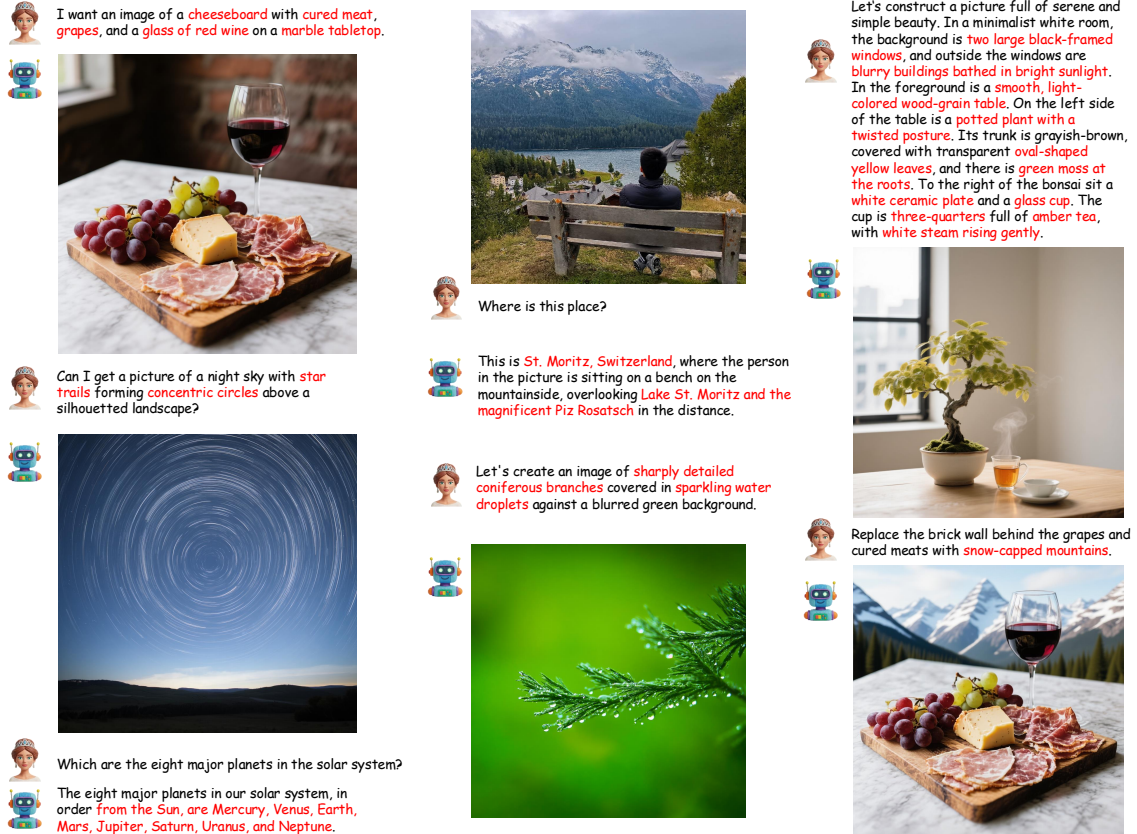 I want an image of a cheeseboard with cured meat,
grapes, and a glass of red wine on a marble tabletop.
Can I get a picture of a night sky with star
trails forming concentric circles above a
silhouetted landscape?
Which are the eight major planets in the solar system?
The eight major planets in our solar system, in
order from the Sun, are Mercury, Venus, Earth,
Mars, Jupiter, Saturn, Uranus, and Neptune.
Where is this place?
This is St. Moritz, Switzerland, where the person
in the picture is sitting on a bench on the
mountainside, overlooking Lake St. Moritz and the
magnificent Piz Rosatsch in the distance.
Let's create an image of sharply detailed
coniferous branches covered in sparkling water
droplets against a blurred green background.
Let's construct a picture full of serene and
simple beauty. In a minimalist white room,
the background is two large black-framed
windows, and outside the windows are
blurry buildings bathed in bright sunlight.
In the foreground is a smooth, light-
colored wood-grain table. On the left side
of the table is a potted plant with a
twisted posture. Its trunk is grayish-brown,
covered with transparent oval-shaped
yellow leaves, and there is green moss at
the roots. To the right of the bonsai sit a
white ceramic plate and a glass cup. The
cup is three-quarters full of amber tea,
with white steam rising gently.
Replace the brick wall behind the grapes and
cured meats with snow-capped mountains.